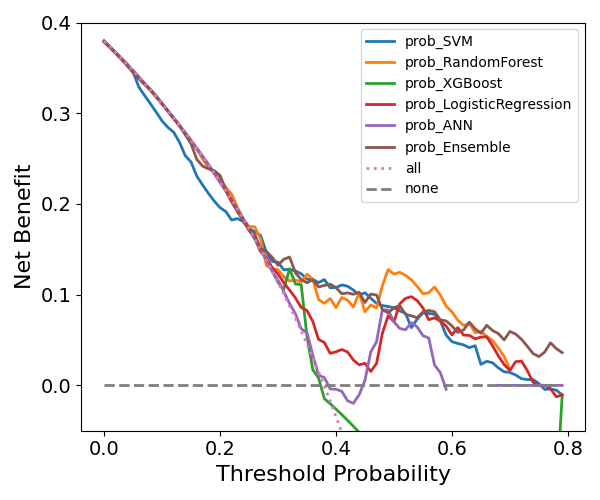 0.4
0.3
0.2
0.1
0.0
Net Benefit
prob_SVM
prob_RandomForest
prob_XGBoost
prob_LogisticRegression
prob_ANN
prob_Ensemble
all
none
0.0 0.2 0.4 0.6 0.8
Threshold Probability